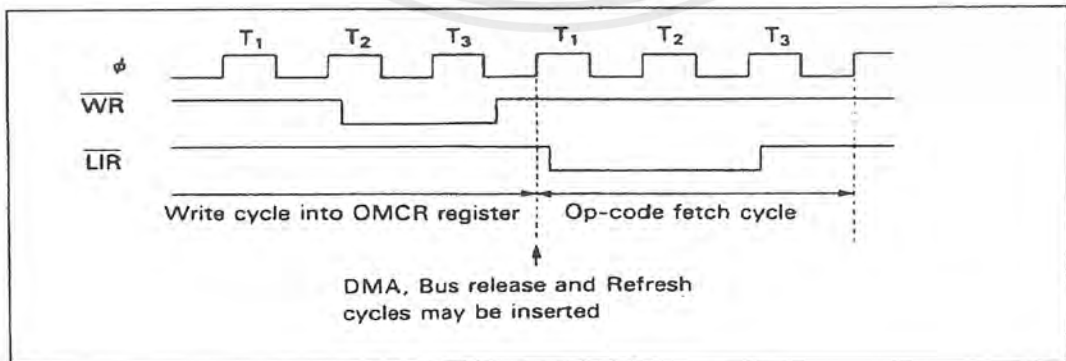 T1 T2 T3 T1 T2 T3
ϕ
WR
LIR
Write cycle into OMCR register Op-code fetch cycle
DMA, Bus release and Refresh
cycles may be inserted